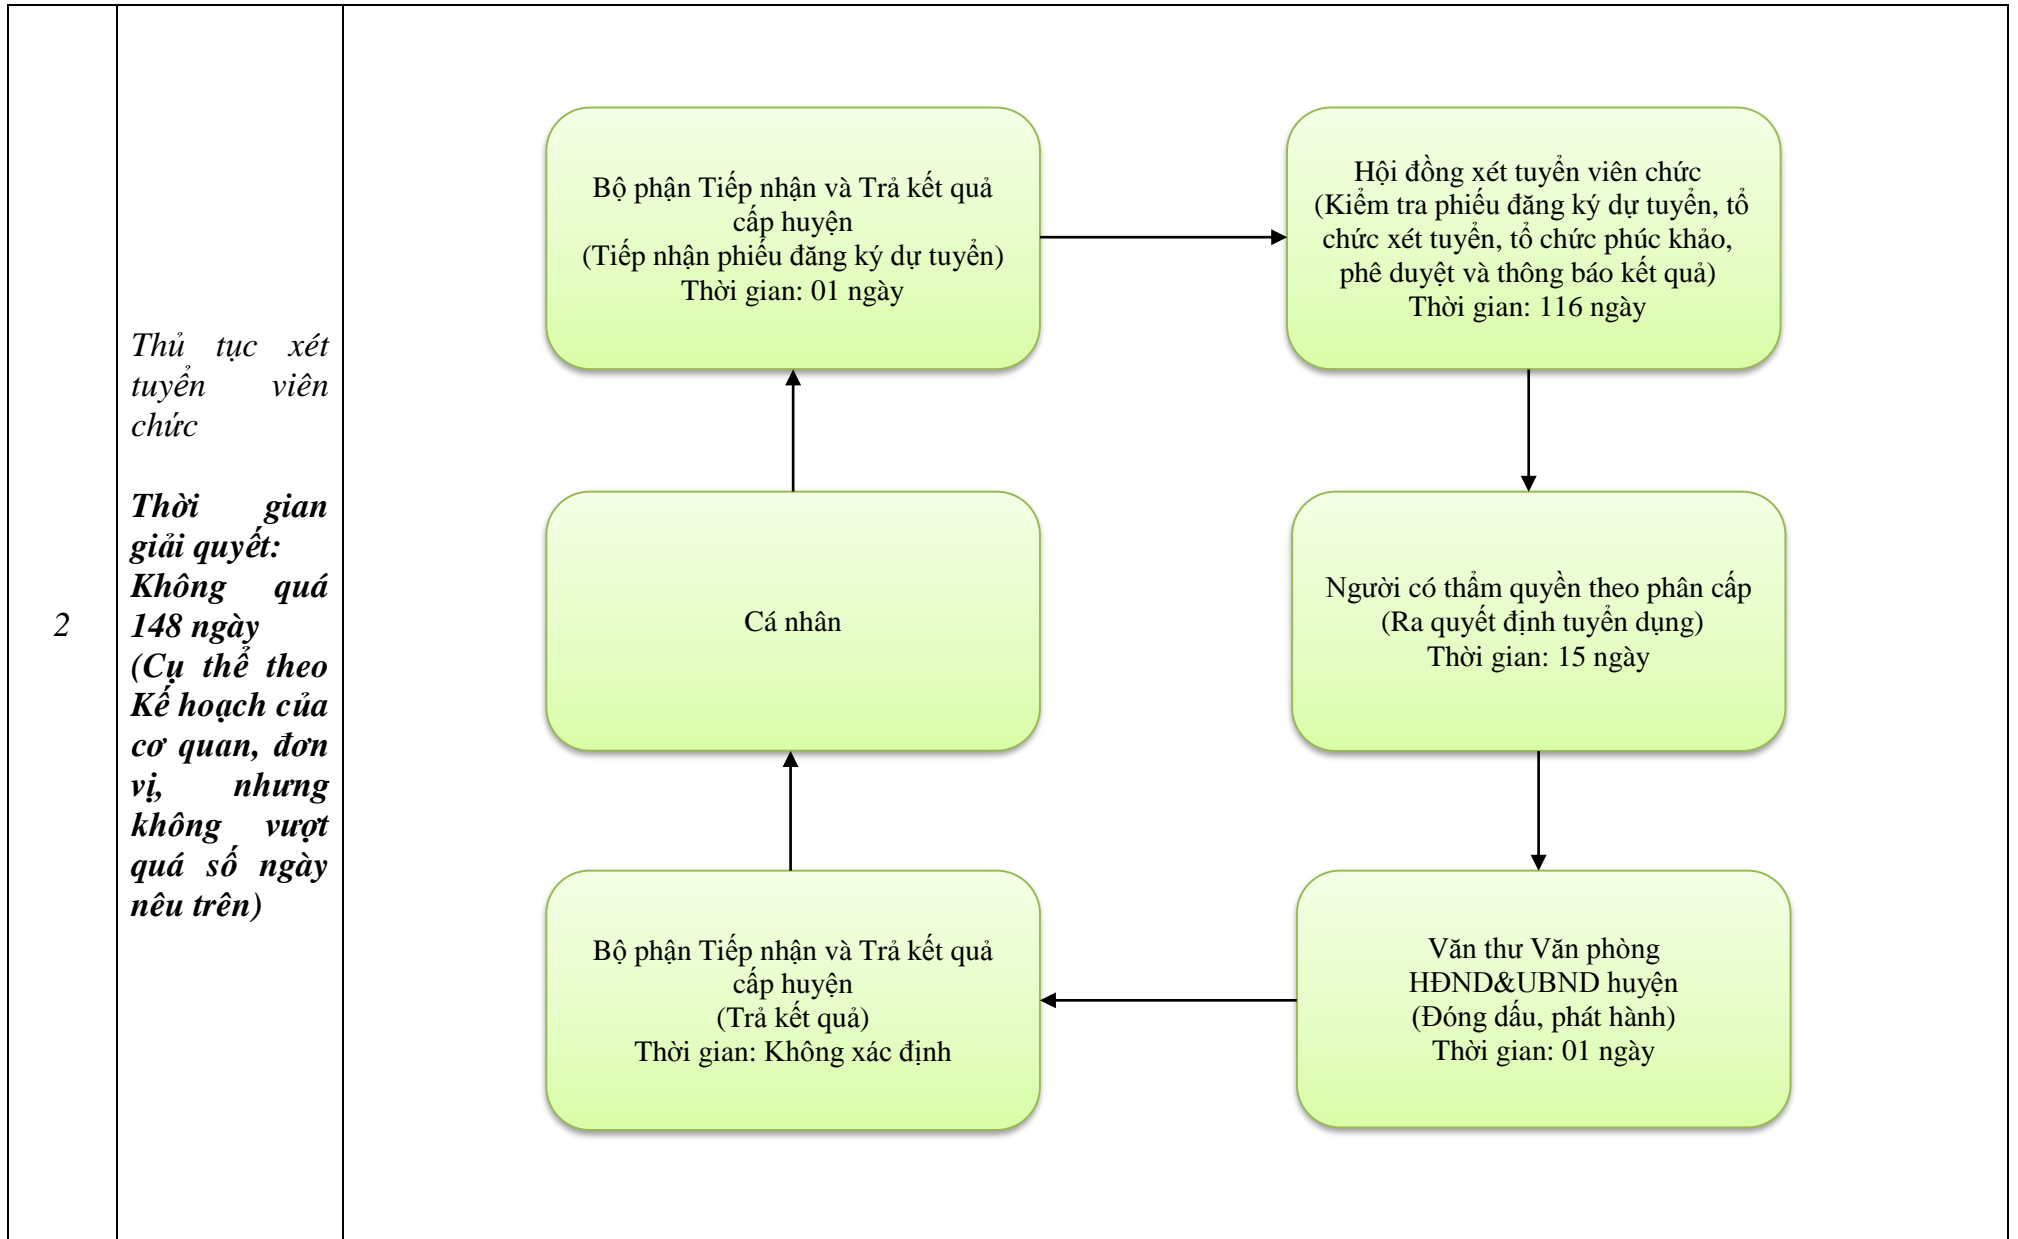 2
Thủ tục xét
tuyển viên
chức
Thời gian
giải quyết:
Không quá
148 ngày
(Cụ thể theo
Kế hoạch của
cơ quan, đơn
vị, nhưng
không vượt
quá số ngày
nêu trên)
Bộ phận Tiếp nhận và Trả kết quả
cấp huyện
(Tiếp nhận phiếu đăng ký dự tuyển)
Thời gian: 01 ngày
Hội đồng xét tuyển viên chức
(Kiểm tra phiếu đăng ký dự tuyển, tổ
chức xét tuyển, tổ chức phúc khảo,
phê duyệt và thông báo kết quả)
Thời gian: 116 ngày
Cá nhân
Người có thẩm quyền theo phân cấp
(Ra quyết định tuyển dụng)
Thời gian: 15 ngày
Bộ phận Tiếp nhận và Trả kết quả
cấp huyện
(Trả kết quả)
Thời gian: Không xác định
Văn thư Văn phòng
HĐND&UBND huyện
(Đóng dấu, phát hành)
Thời gian: 01 ngày